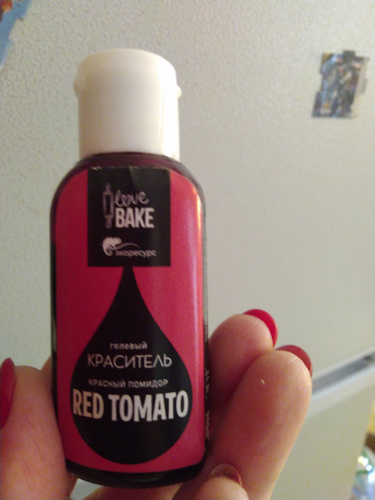 love
BAKE
экоресурс
гелевый
КРАСИТЕЛЬ
КРАСНЫЙ ПОМИДОР
RED TOMATO